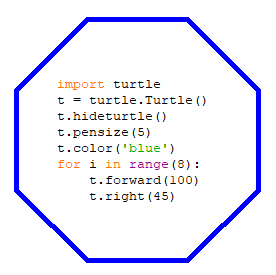 import turtle
t = turtle.Turtle()
t.hideturtle()
t.pensize(5)
t.color('blue')
for i in range(8):
    t.forward(100)
    t.right(45)